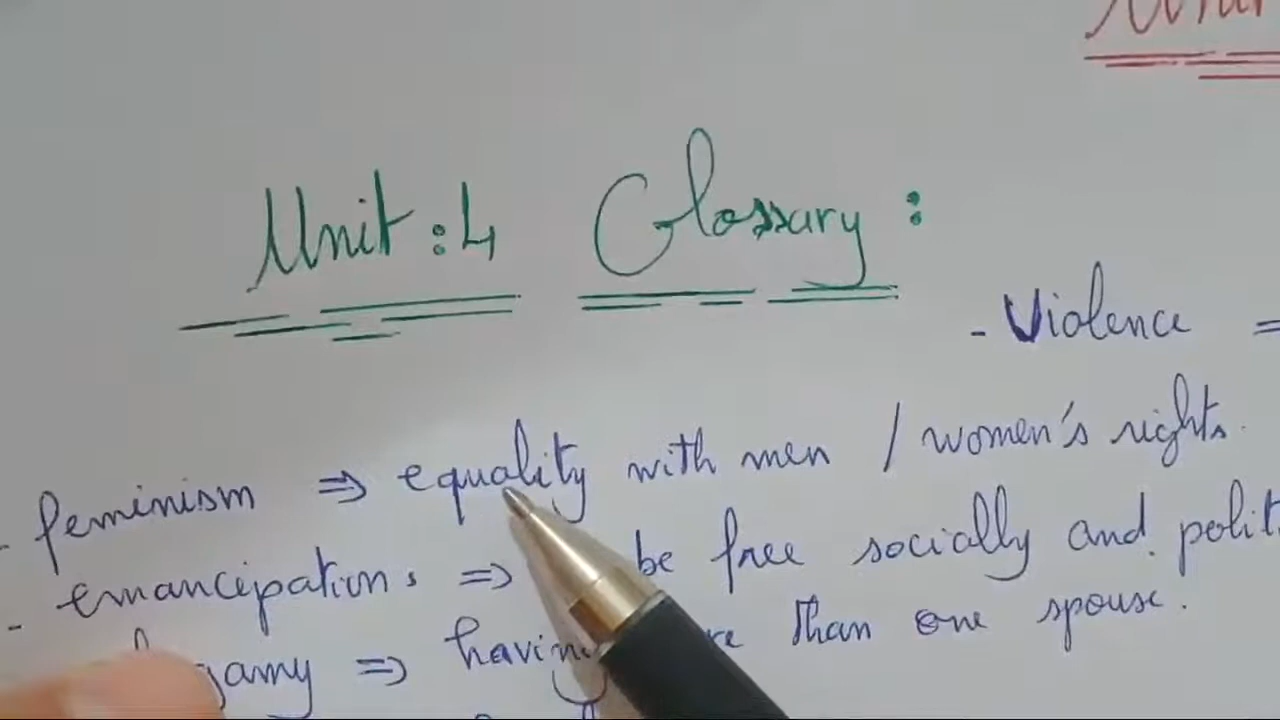 Unit : 4 Glossary :
- Violence ⇒
- feminism ⇒ equality with men / women's rights.
- emancipation ⇒ be free socially and polit
gamy ⇒ having than one spouse.